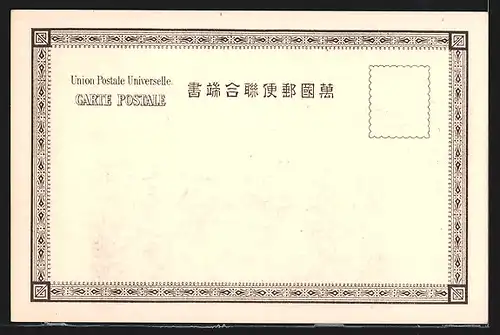 Union Postale Universelle.
CARTE POSTALE
萬國郵便聯合端書